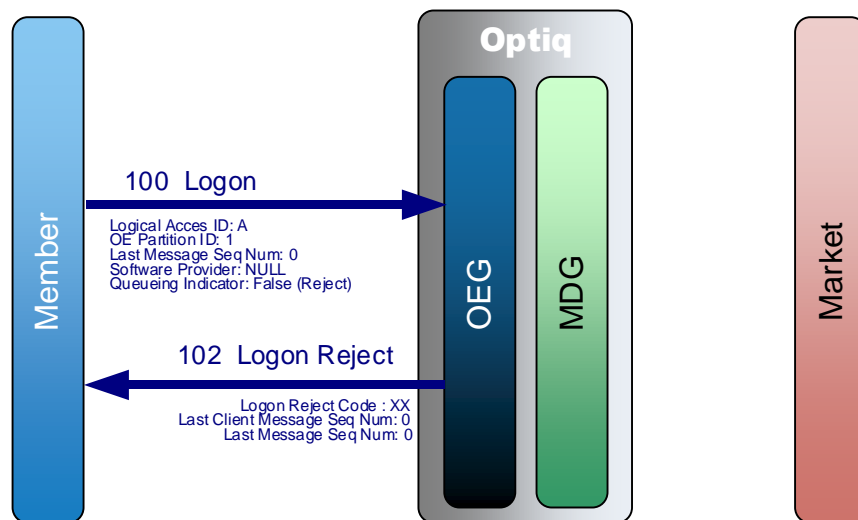 Optiq
Member
100 Logon
Logical Acces ID: A
OE Partition ID: 1
Last Message Seq Num: 0
Software Provider: NULL
Queueing Indicator: False (Reject)
102 Logon Reject
Logon Reject Code : XX
Last Client Message Seq Num: 0
Last Message Seq Num: 0
OEG
MDG
Market